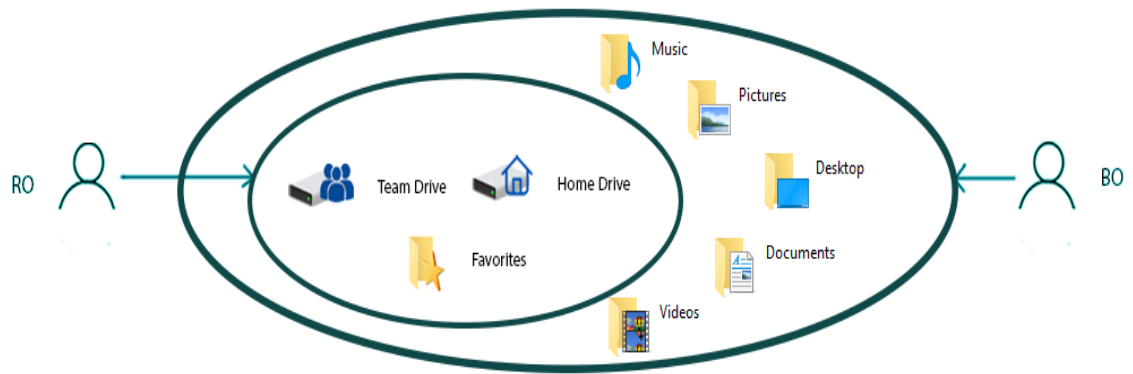 Music
Pictures
Desktop
RO
Team Drive
Home Drive
BO
Documents
Favorites
Videos